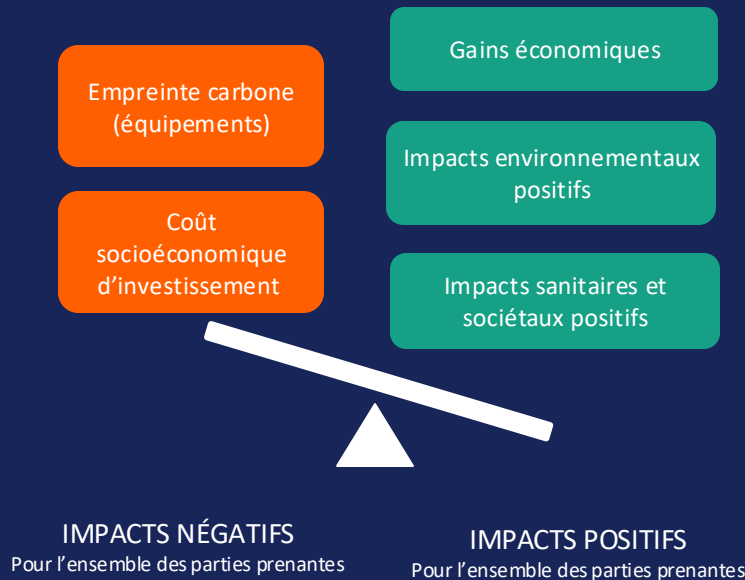 Empreinte carbone
(équipements)
Coût
socioéconomique
d’investissement
Gains économiques
Impacts environnementaux
positifs
Impacts sanitaires et
sociétaux positifs
IMPACTS NÉGATIFS
Pour l’ensemble des parties prenantes
IMPACTS POSITIFS
Pour l’ensemble des parties prenantes